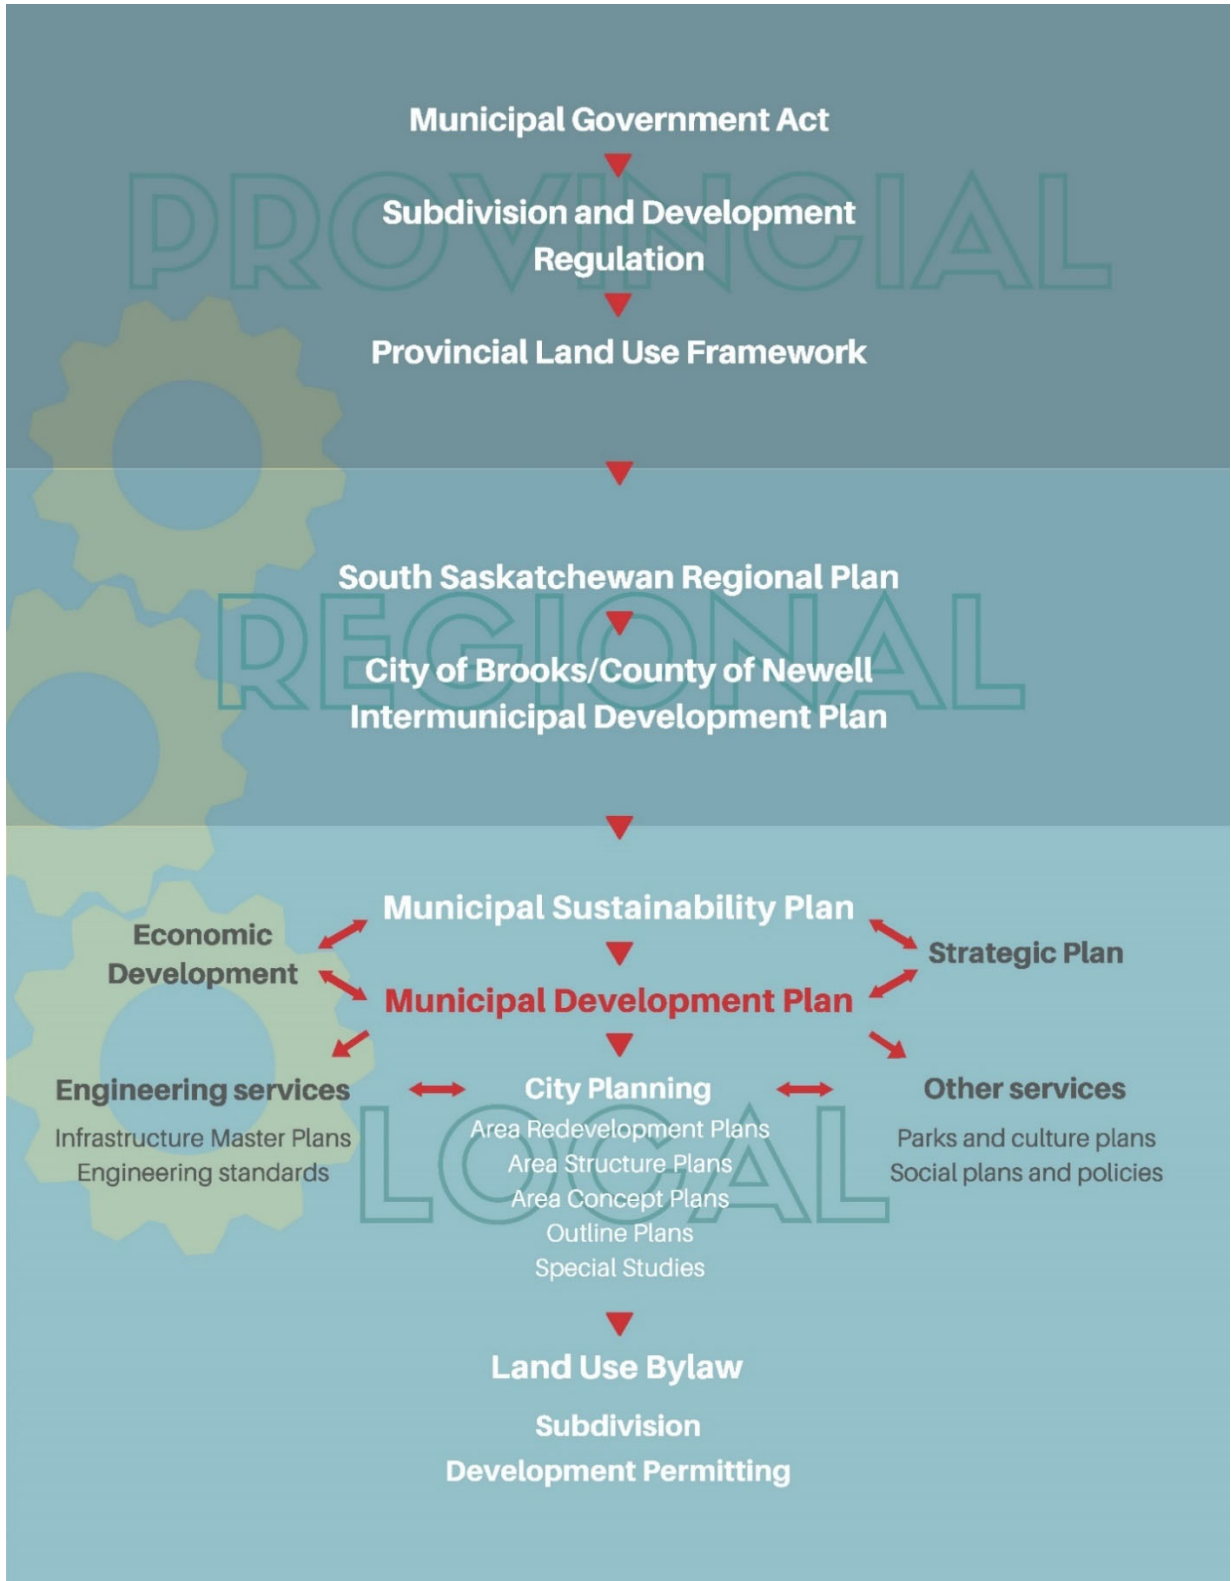 Municipal Government Act
PROVINCIAL
Subdivision and Development
Regulation
Provincial Land Use Framework
South Saskatchewan Regional Plan
REGIONAL
City of Brooks/County of Newell
Intermunicipal Development Plan
Municipal Sustainability Plan
Economic
Development
Strategic Plan
Municipal Development Plan
Engineering services
Infrastructure Master Plans
Engineering standards
City Planning
Area Redevelopment Plans
Area Structure Plans
Area Concept Plans
Outline Plans
Special Studies
Other services
Parks and culture plans
Social plans and policies
LOCAL
Land Use Bylaw
Subdivision
Development Permitting